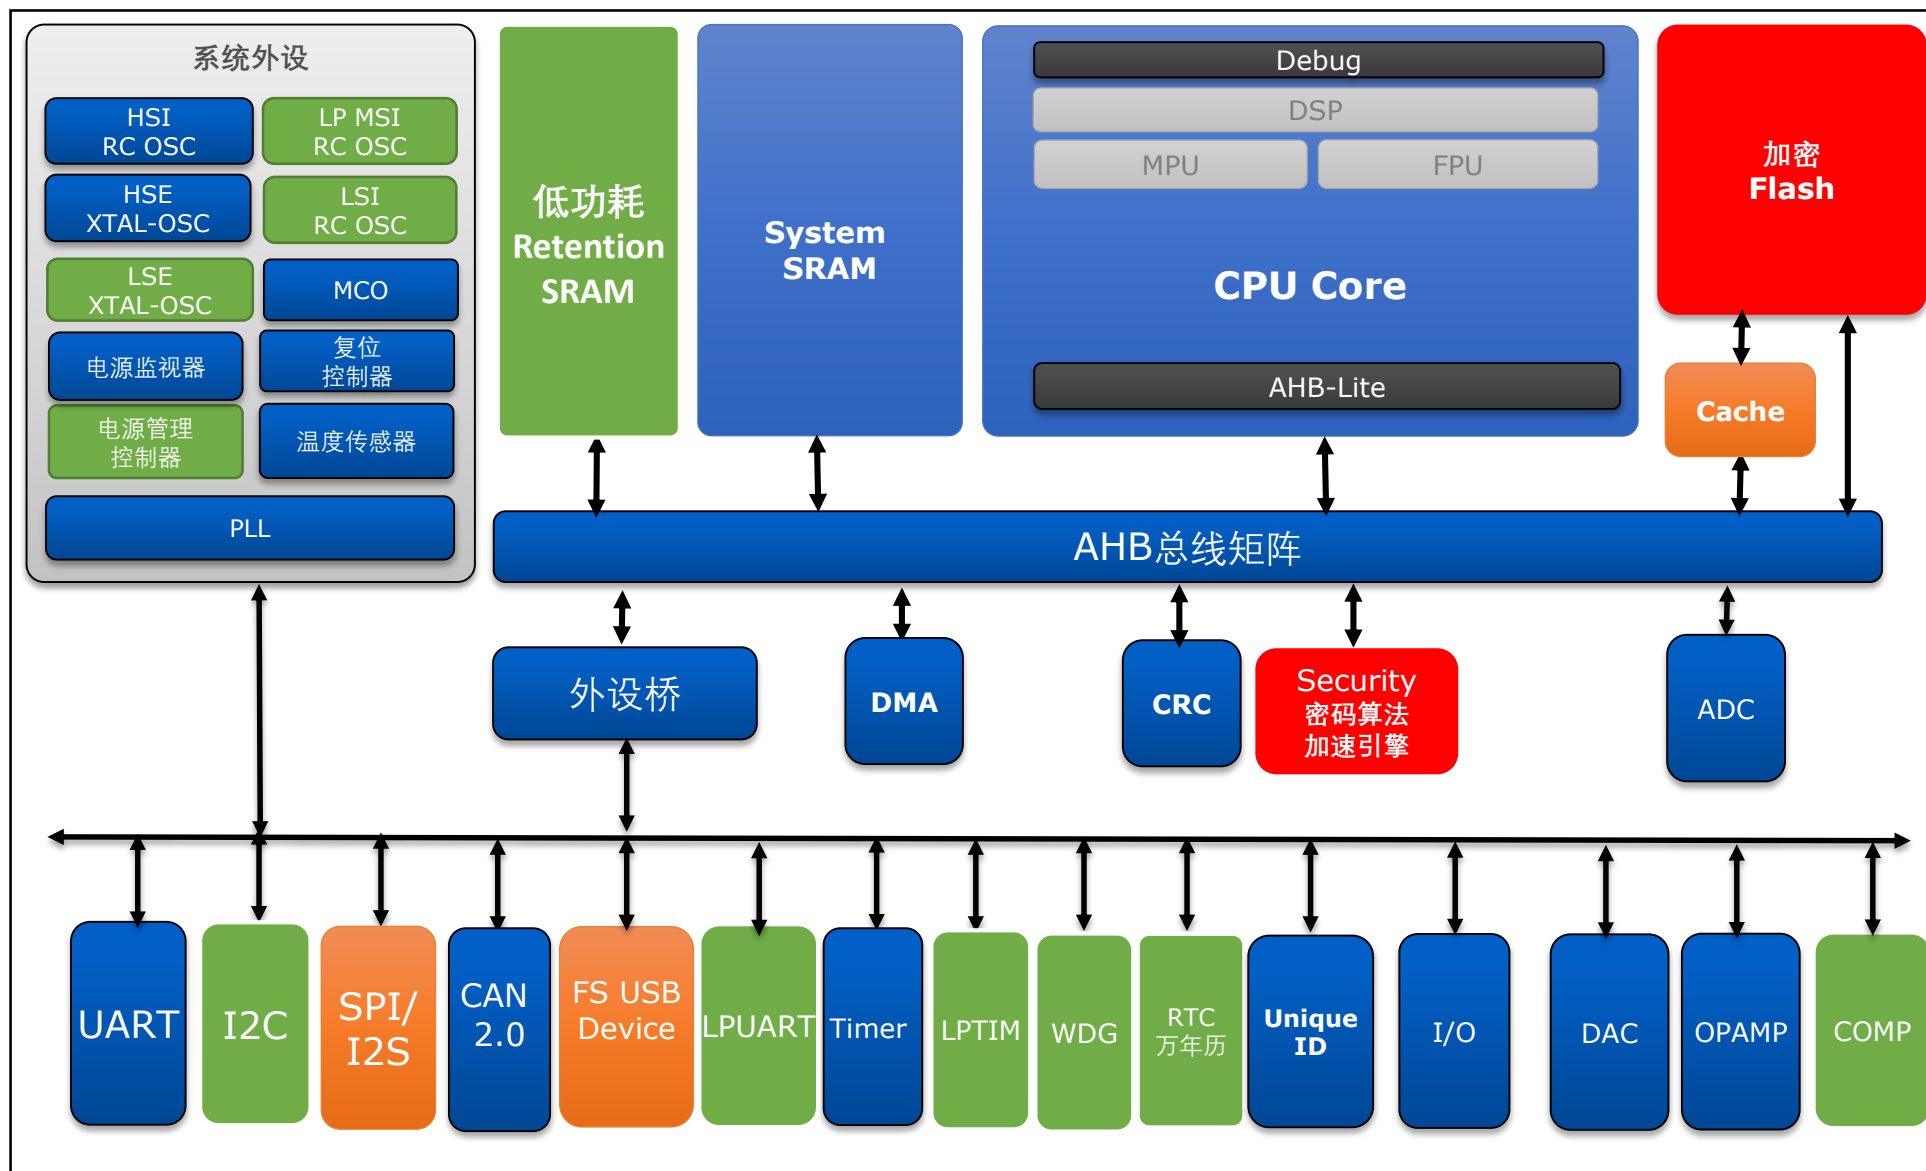 系统外设
HSI
RC OSC
LP MSI
RC OSC
HSE
XTAL-OSC
LSI
RC OSC
LSE
XTAL-OSC
MCO
电源监视器
复位
控制器
电源管理
控制器
温度传感器
PLL
低功耗
Retention
SRAM
System
SRAM
Debug
DSP
MPU
FPU
CPU Core
AHB-Lite
加密
Flash
Cache
AHB总线矩阵
外设桥
DMA
CRC
Security
密码算法
加速引擎
ADC
UART
I2C
SPI/
I2S
CAN
2.0
FS USB
Device
LPUART
Timer
LPTIM
WDG
RTC
万年历
Unique
ID
I/O
DAC
OPAMP
COMP